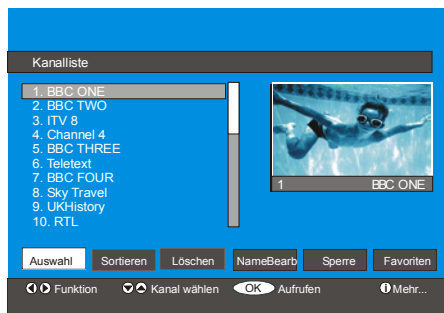 Kanalliste
1. BBC ONE
2. BBC TWO
3. ITV 8
4. Channel 4
5. BBC THREE
6. Teletext
7. BBC FOUR
8. Sky Travel
9. UKHistory
10. RTL
1 BBC ONE
Auswahl Sortieren Löschen NameBearb Sperre Favoriten
Funktion Kanal wählen OK Aufrufen i Mehr...